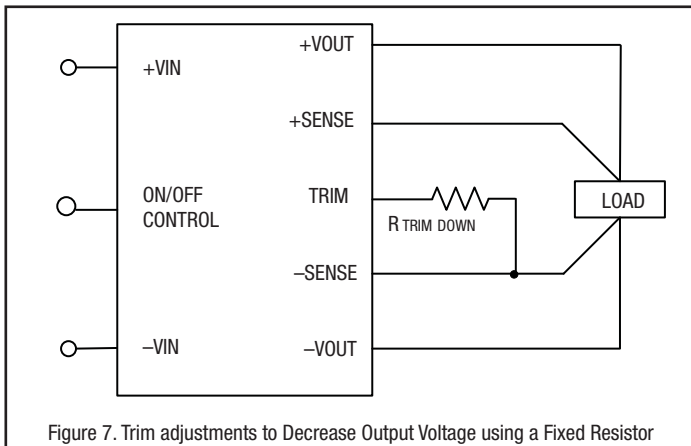 +VOUT
+VIN
+SENSE
ON/OFF
CONTROL
TRIM
R TRIM DOWN
LOAD
–SENSE
–VIN
–VOUT
Figure 7. Trim adjustments to Decrease Output Voltage using a Fixed Resistor